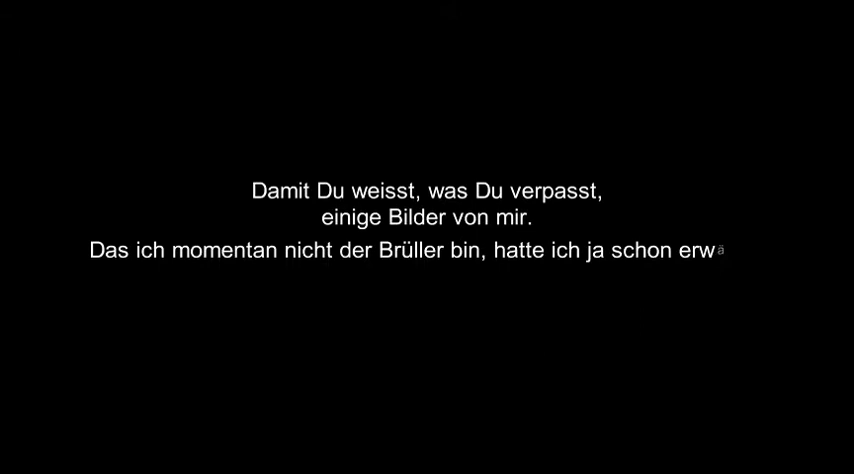 Damit Du weisst, was Du verpasst,
einige Bilder von mir.
Das ich momentan nicht der Brüller bin, hatte ich ja schon erwä